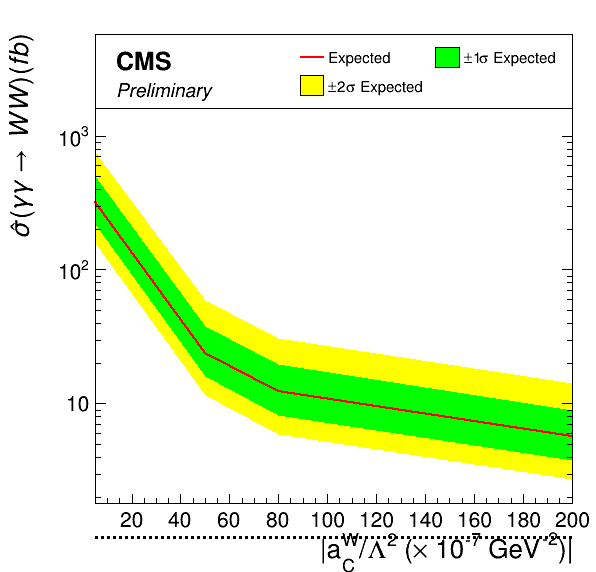 σ̂(γγ → WW)(fb)
CMS
Preliminary
Expected
±1σ Expected
±2σ Expected
10³
10²
10
20 40 60 80 100 120 140 160 180 200
|a_C^W/Λ² (× 10⁻⁷ GeV⁻²)|